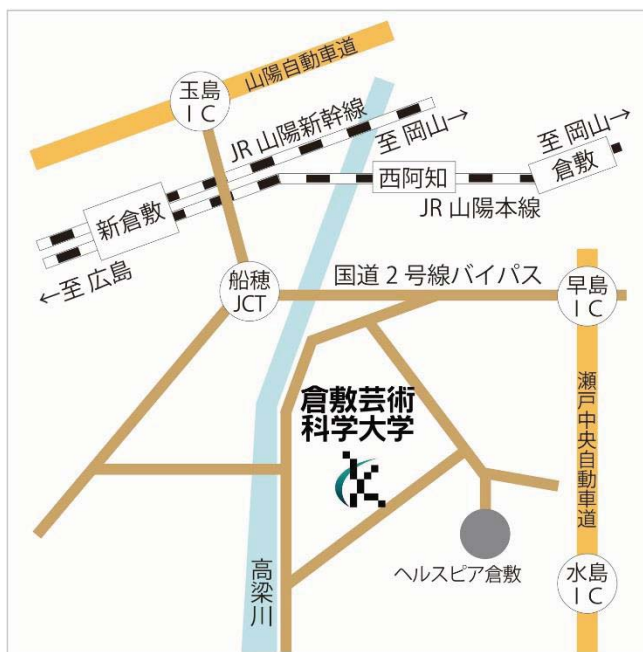 山陽自動車道
玉島
IC
JR山陽新幹線
至 岡山→
至 岡山→
新倉敷
西阿知
倉敷
JR 山陽本線
←至 広島
船穂
JCT
国道2号線バイパス
早島
IC
倉敷芸術
科学大学
瀬戸中央自動車道
高梁川
ヘルスピア倉敷
水島
IC